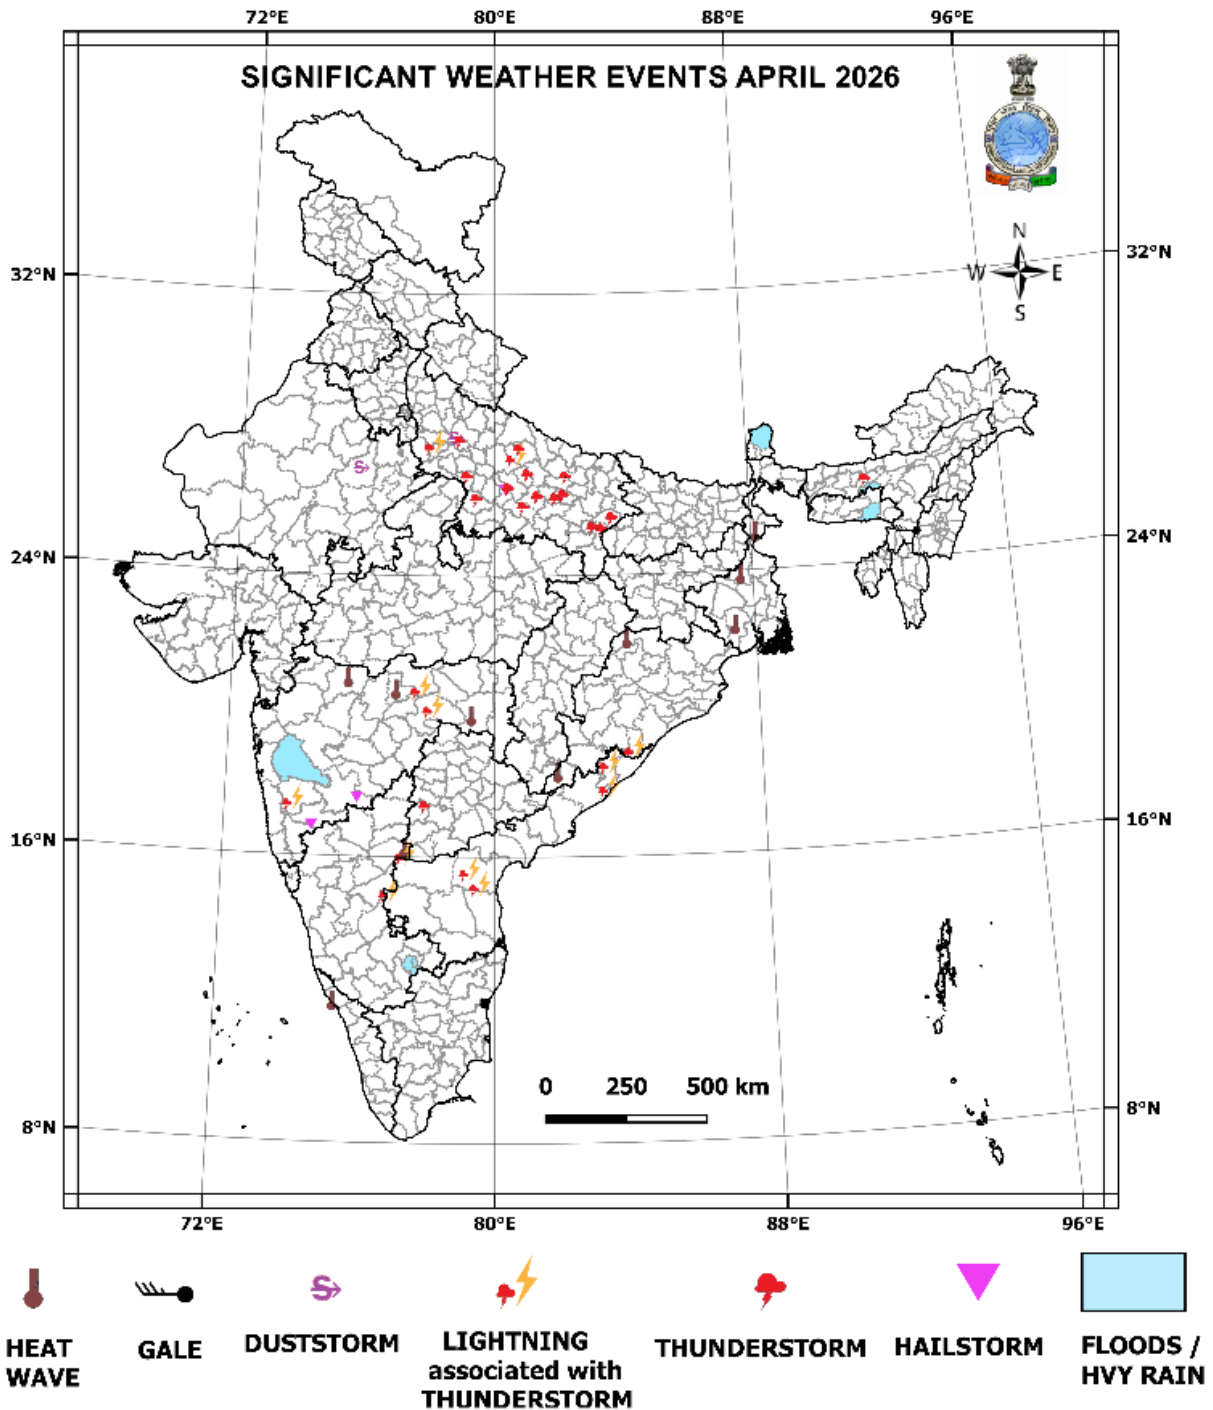 72°E 80°E 88°E 96°E
SIGNIFICANT WEATHER EVENTS APRIL 2026
N
W E
S
32°N 32°N
24°N 24°N
16°N 16°N
8°N 8°N
0 250 500 km
72°E 80°E 88°E 96°E
HEAT WAVE
GALE
DUSTSTORM
LIGHTNING
associated with
THUNDERSTORM
THUNDERSTORM
HAILSTORM
FLOODS /
HVY RAIN